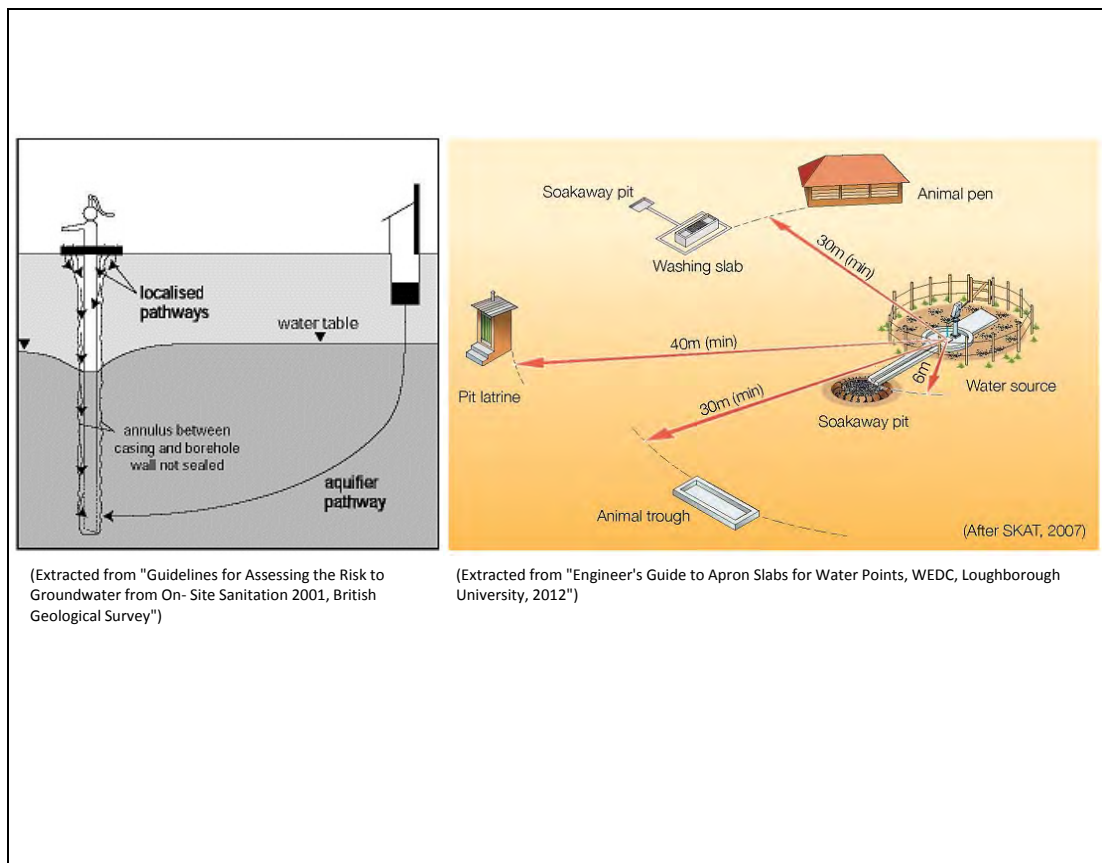 localised
pathways
water table
annulus between
casing and borehole
wall not sealed
aquifier
pathway
(Extracted from "Guidelines for Assessing the Risk to
Groundwater from On- Site Sanitation 2001, British
Geological Survey")
Soakaway pit
Animal pen
Washing slab
30m (min)
40m (min)
Pit latrine
6m
Water source
30m (min)
Soakaway pit
Animal trough
(After SKAT, 2007)
(Extracted from "Engineer's Guide to Apron Slabs for Water Points, WEDC, Loughborough
University, 2012")